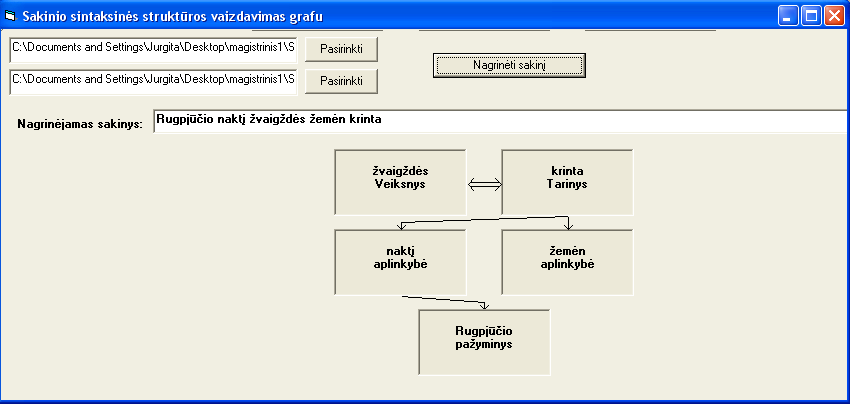 Sakinio sintaksinės struktūros vaizdavimas grafu
C:\Documents and Settings\Jurgita\Desktop\magistrinis1\S
Pasirinkti
Nagrinėti sakinį
C:\Documents and Settings\Jurgita\Desktop\magistrinis1\S
Pasirinkti
Nagrinėjamas sakinys:
Rugpjūčio naktį žvaigždės žemėn krinta
žvaigždės
Veiksnys
krinta
Tarinys
naktį
aplinkybė
žemėn
aplinkybė
Rugpjūčio
pažyminys